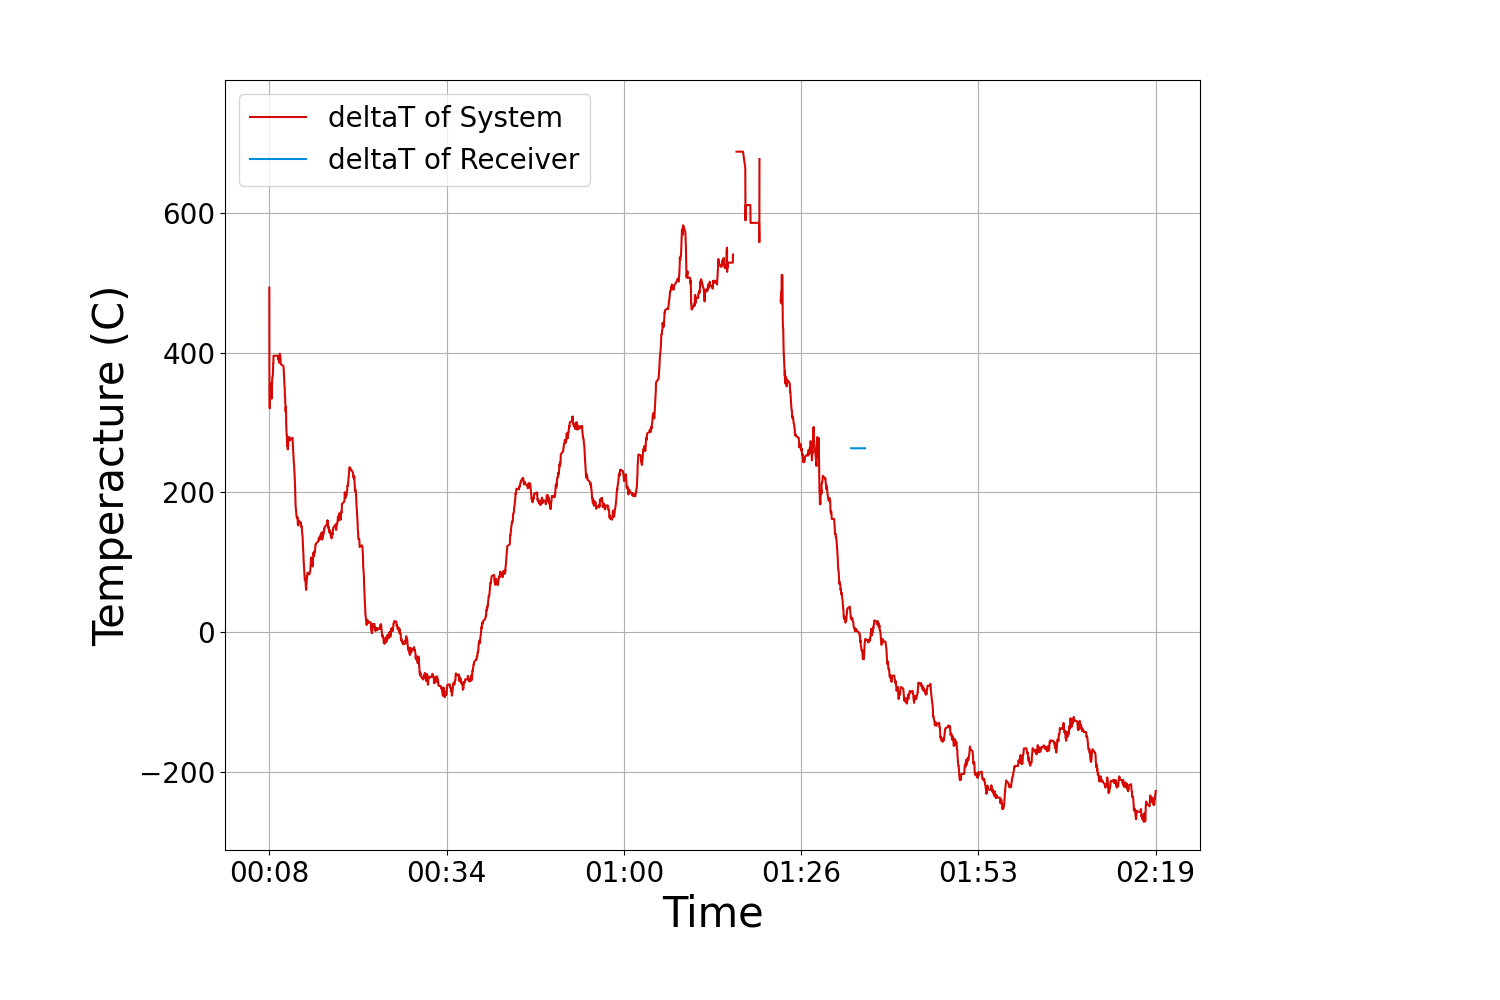 deltaT of System
deltaT of Receiver
600
400
200
0
−200
Temperacture (C)
00:08 00:34 01:00 01:26 01:53 02:19
Time